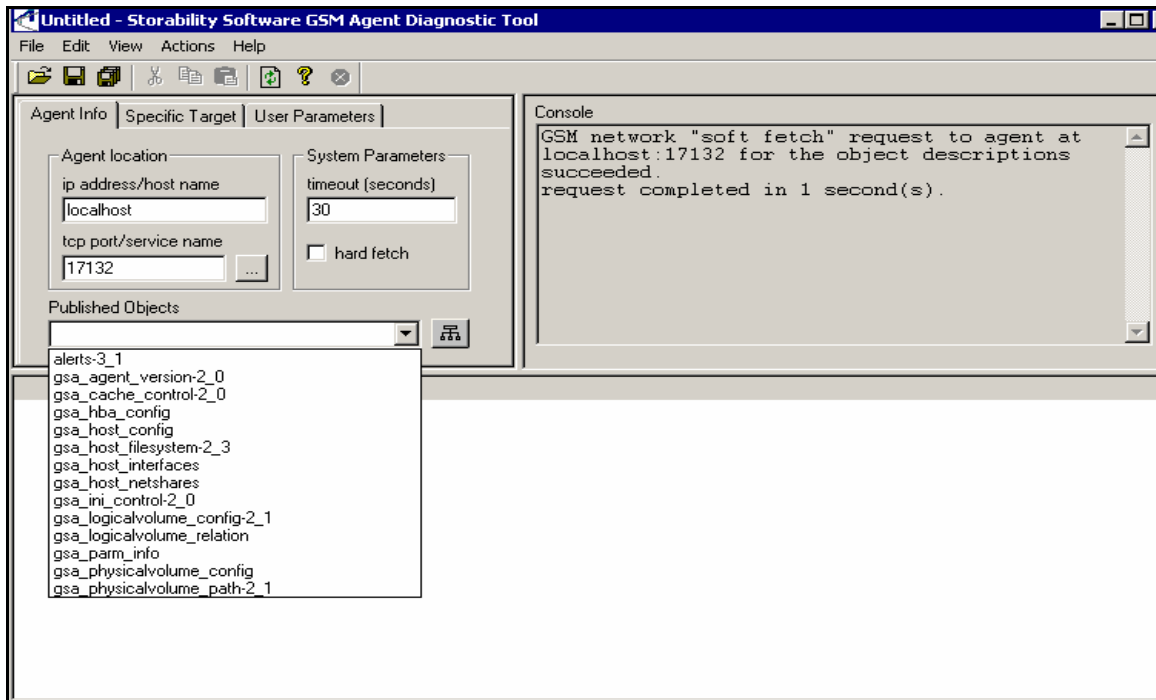 Untitled - Storability Software GSM Agent Diagnostic Tool
File Edit View Actions Help
Agent Info Specific Target User Parameters
Agent location
ip address/host name
localhost
tcp port/service name
17132 ...
System Parameters
timeout (seconds)
30
hard fetch
Published Objects
alerts-3_1
gsa_agent_version-2_0
gsa_cache_control-2_0
gsa_hba_config
gsa_host_config
gsa_host_filesystem-2_3
gsa_host_interfaces
gsa_host_netshares
gsa_ini_control-2_0
gsa_logicalvolume_config-2_1
gsa_logicalvolume_relation
gsa_parm_info
gsa_physicalvolume_config
gsa_physicalvolume_path-2_1
Console
GSM network "soft fetch" request to agent at
localhost:17132 for the object descriptions
succeeded.
request completed in 1 second(s).